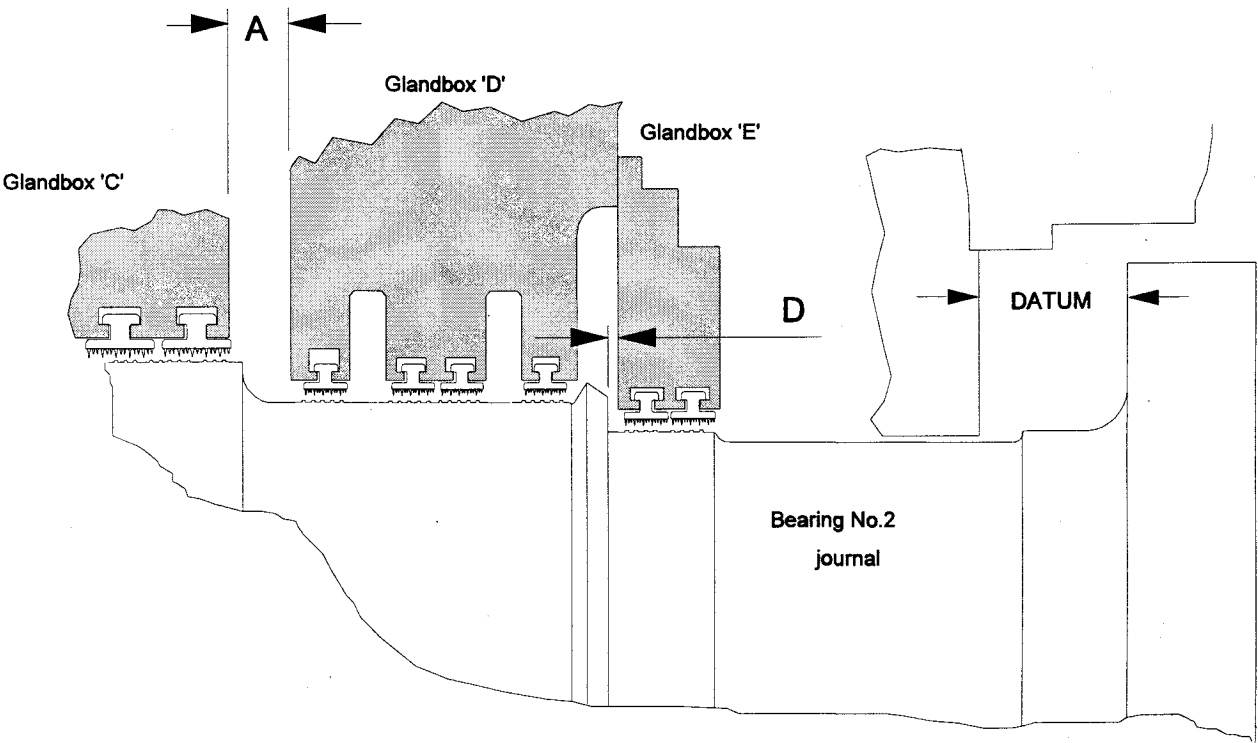 A
Glandbox 'D'
Glandbox 'E'
Glandbox 'C'
DATUM
D
Bearing No.2
journal